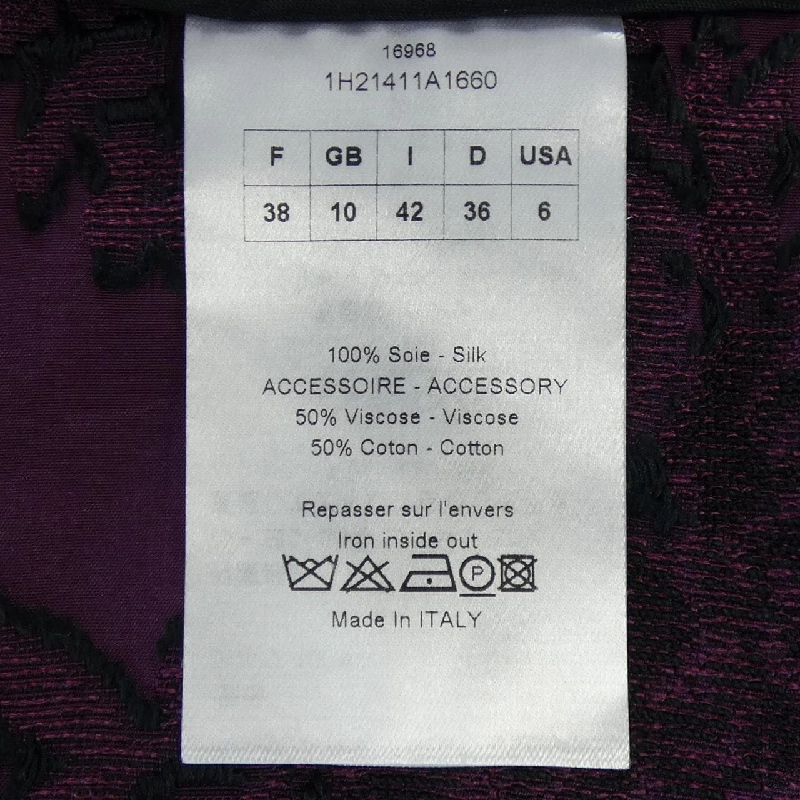 16968
1H21411A1660
F GB I D USA
38 10 42 36 6
100% Soie - Silk
ACCESSOIRE - ACCESSORY
50% Viscose - Viscose
50% Coton - Cotton
Repasser sur l'envers
Iron inside out
P
Made In ITALY